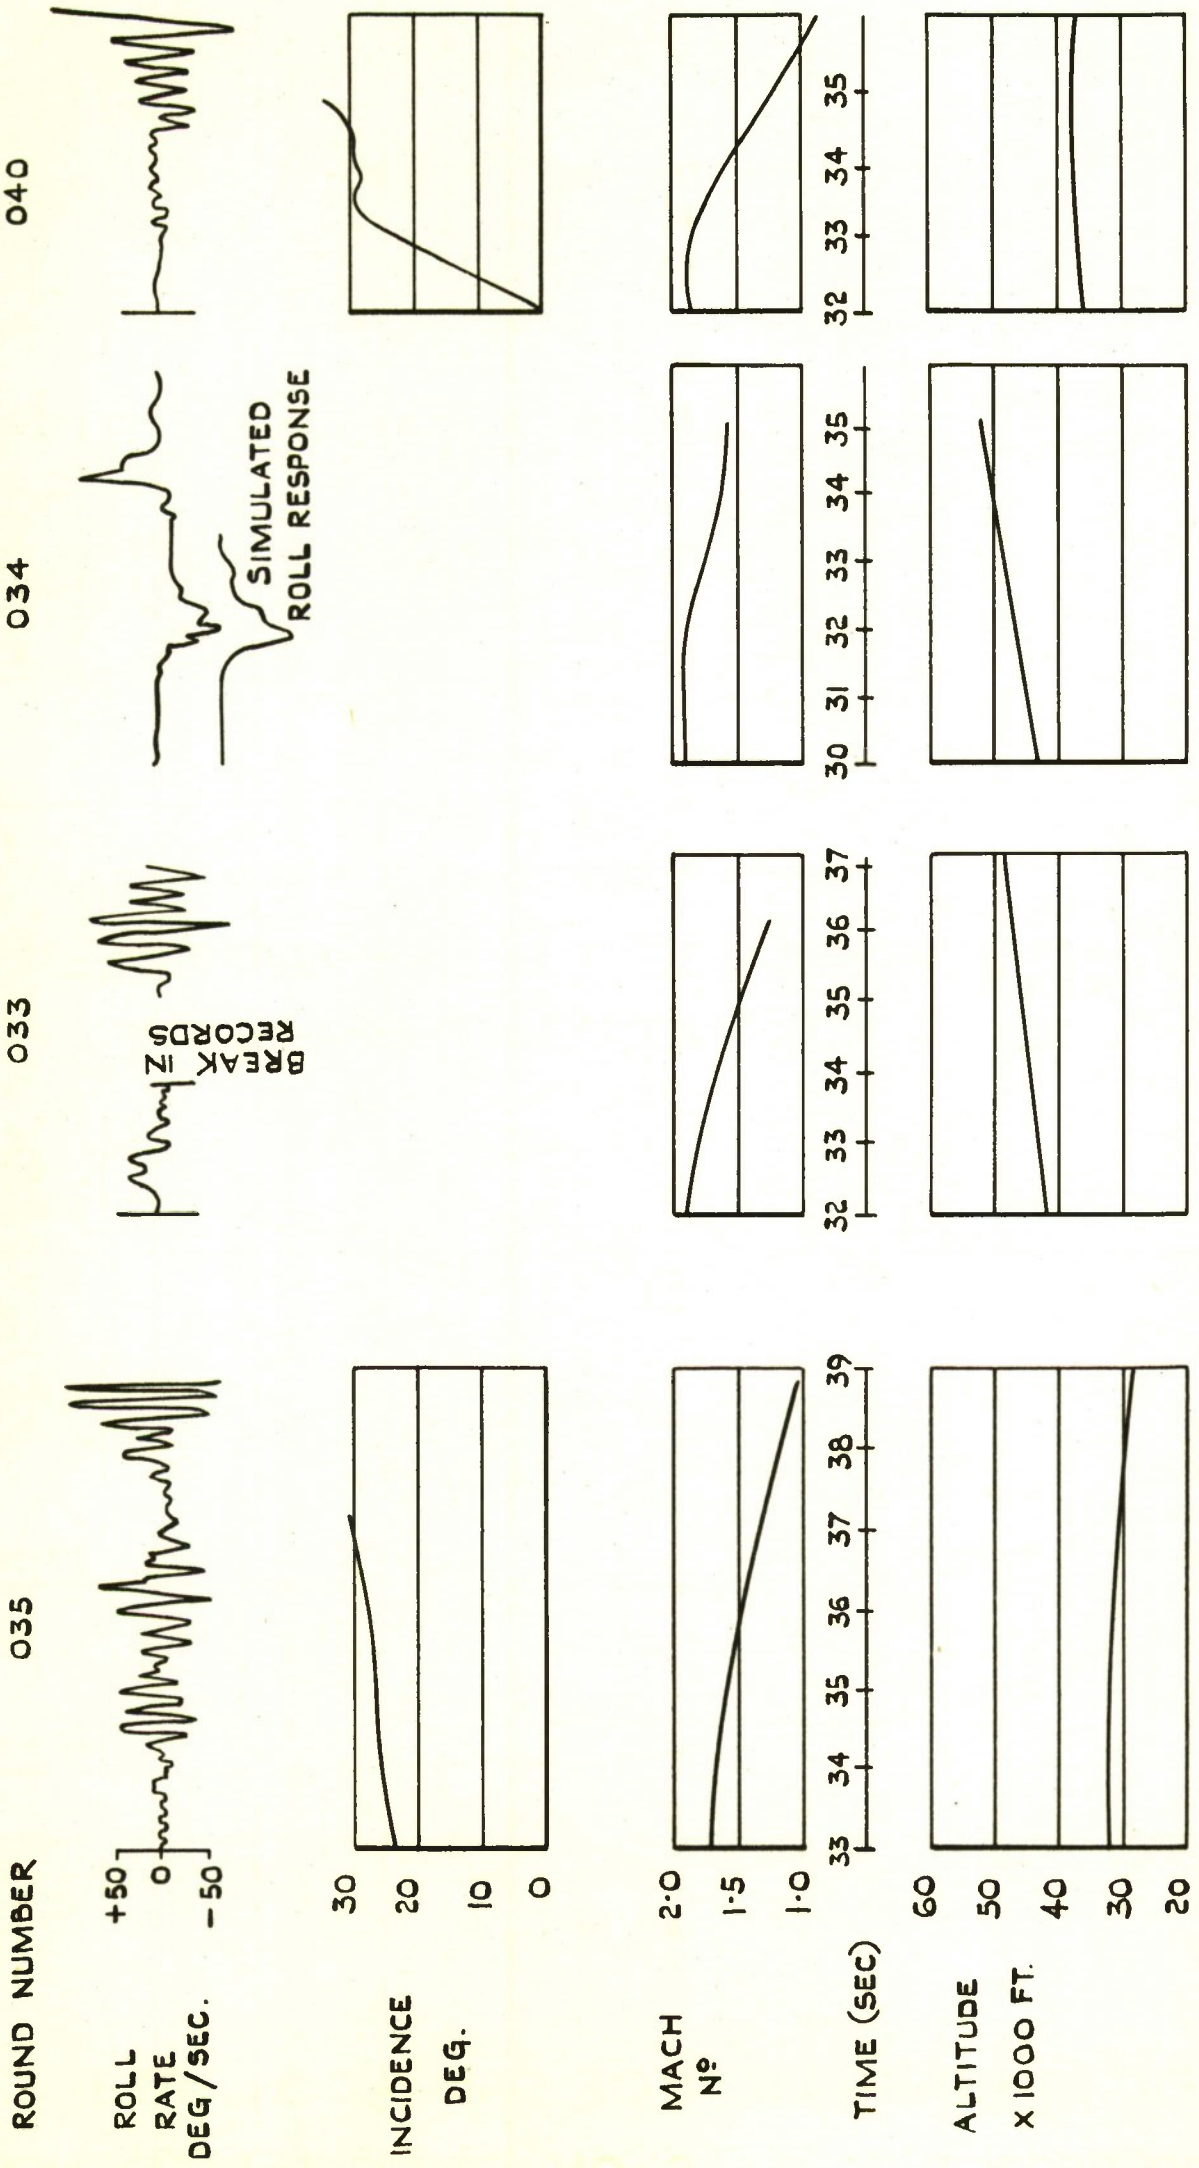 ROUND NUMBER 035 033 034 040
ROLL
RATE
DEG/SEC.
+50
0
-50
BREAK IN
RECORDS
SIMULATED
ROLL RESPONSE
INCIDENCE
DEG.
30
20
10
0
MACH
Nº
2·0
1·5
1·0
TIME (SEC)
33 34 35 36 37 38 39
32 33 34 35 36 37
30 31 32 33 34 35
32 33 34 35
ALTITUDE
X 1000 FT.
60
50
40
30
20